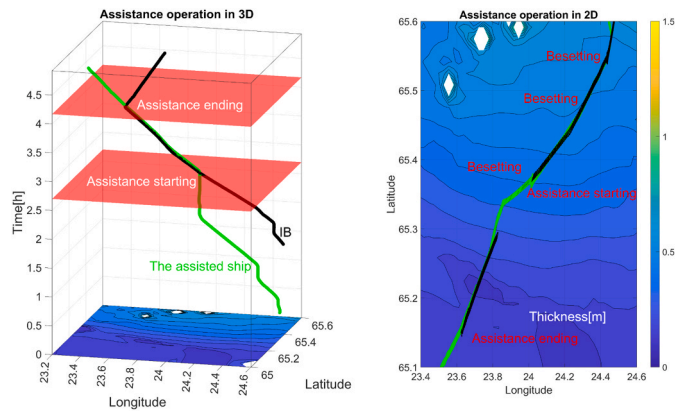 Assistance operation in 3D
4.5
4
3.5
3
2.5
2
1.5
1
0.5
0
Time[h]
Assistance ending
Assistance starting
IB
The assisted ship
23.2
23.4
23.6
23.8
24
24.2
24.4
24.6
65
65.2
65.4
65.6
Longitude
Latitude
Assistance operation in 2D
65.6
65.5
65.4
65.3
65.2
65.1
Latitude
Besetting
Besetting
Besetting
Assistance starting
Thickness[m]
Assistance ending
23.4
23.6
23.8
24
24.2
24.4
24.6
Longitude
1.5
1
0.5
0